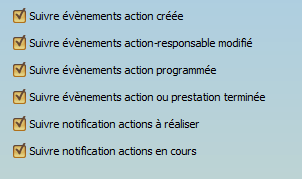 Suivre évènements action créée
Suivre évènements action-responsable modifié
Suivre évènements action programmée
Suivre évènements action ou prestation terminée
Suivre notification actions à réaliser
Suivre notification actions en cours